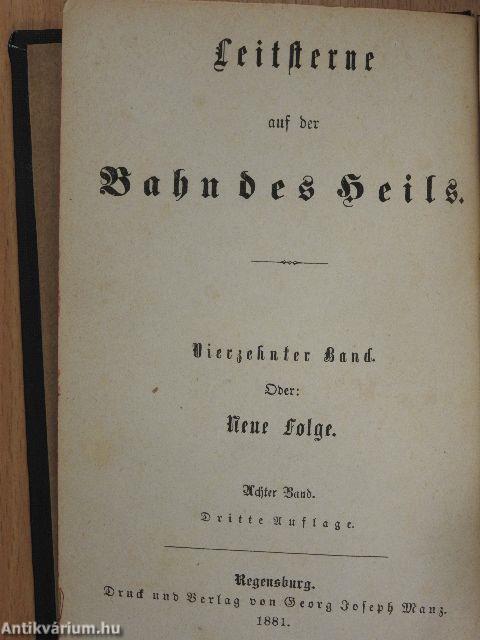 Leitsterne
auf der
Bahn des Heils.
Vierzehnter Band.
Oder:
Neue Folge.
Achter Band.
Dritte Auflage.
Regensburg.
Druck und Verlag von Georg Joseph Manz.
1881.
Antikvárium.hu